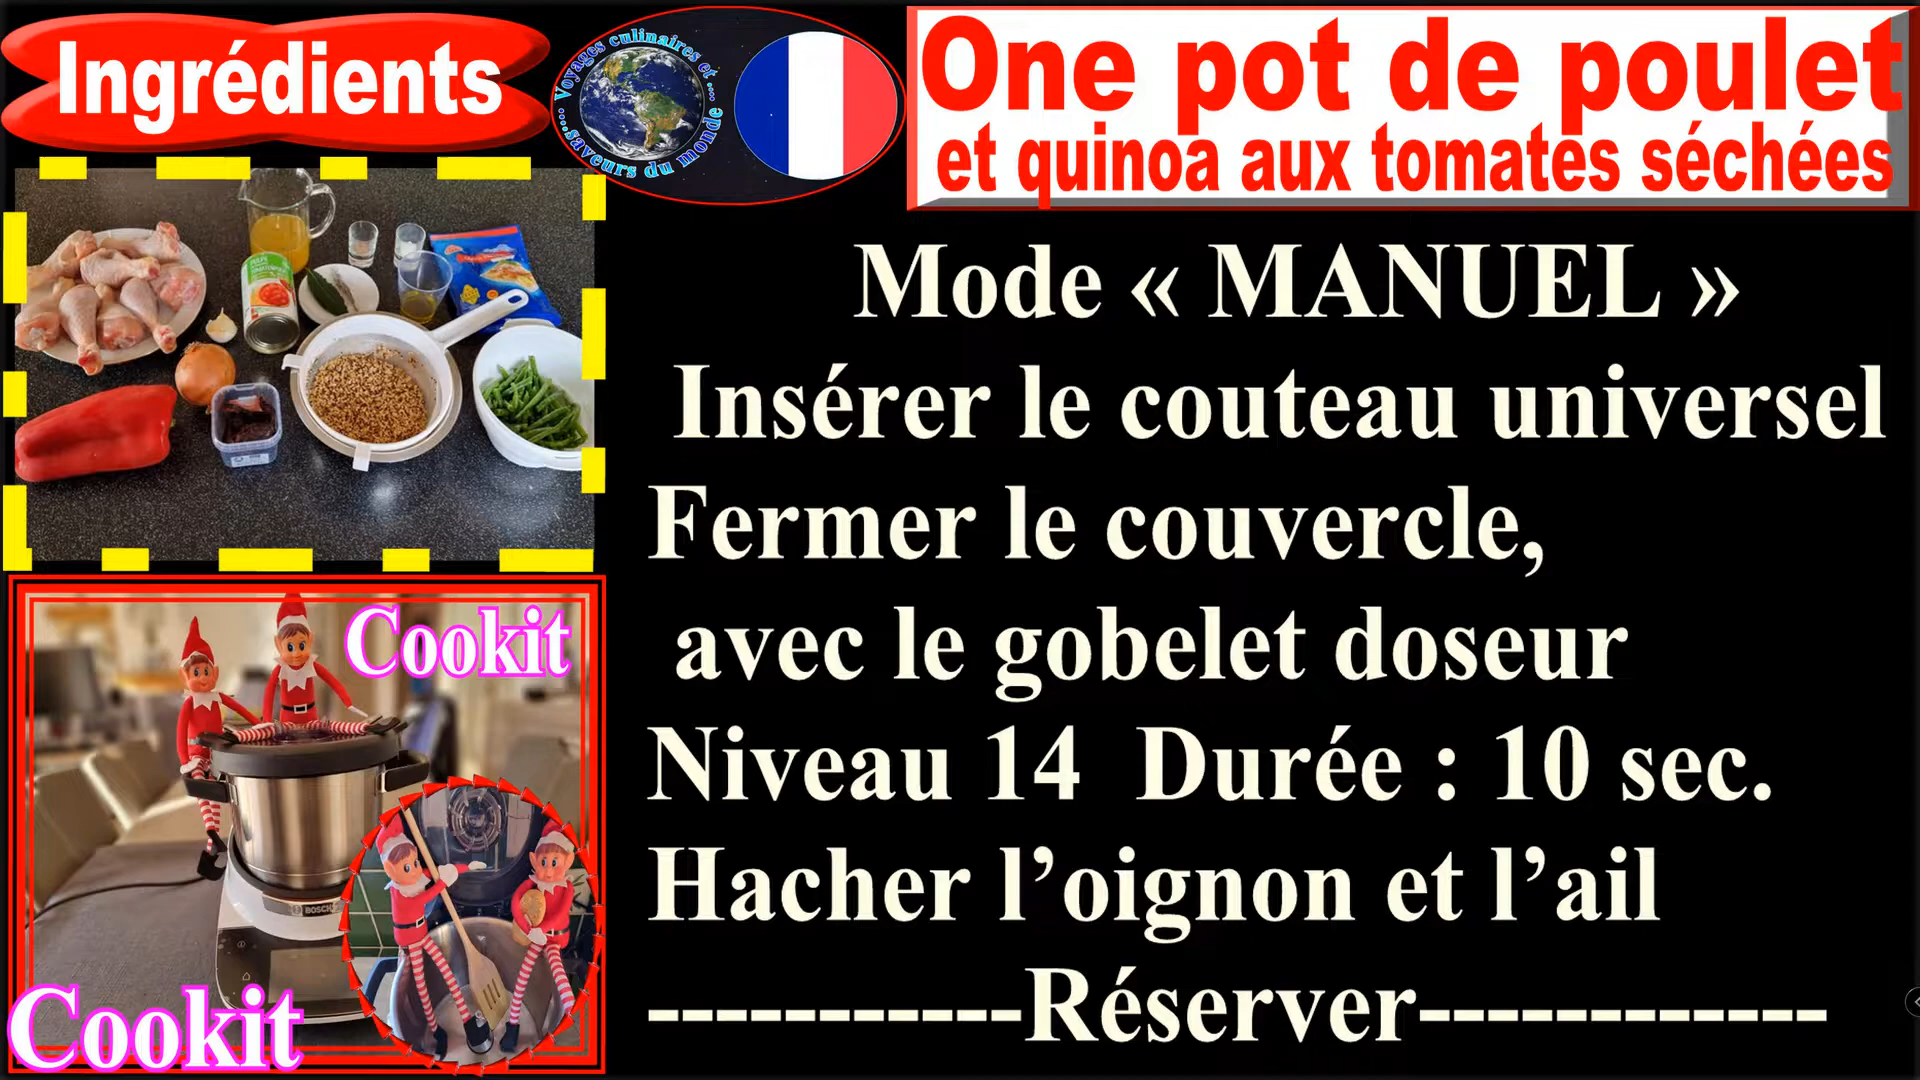 Ingrédients
Voyages culinaires et ....
....saveurs du monde
One pot de poulet
et quinoa aux tomates séchées
Mode « MANUEL »
Insérer le couteau universel
Fermer le couvercle,
avec le gobelet doseur
Niveau 14 Durée : 10 sec.
Hacher l’oignon et l’ail
-----------Réserver------------
Cookit
BOSCH
Cookit